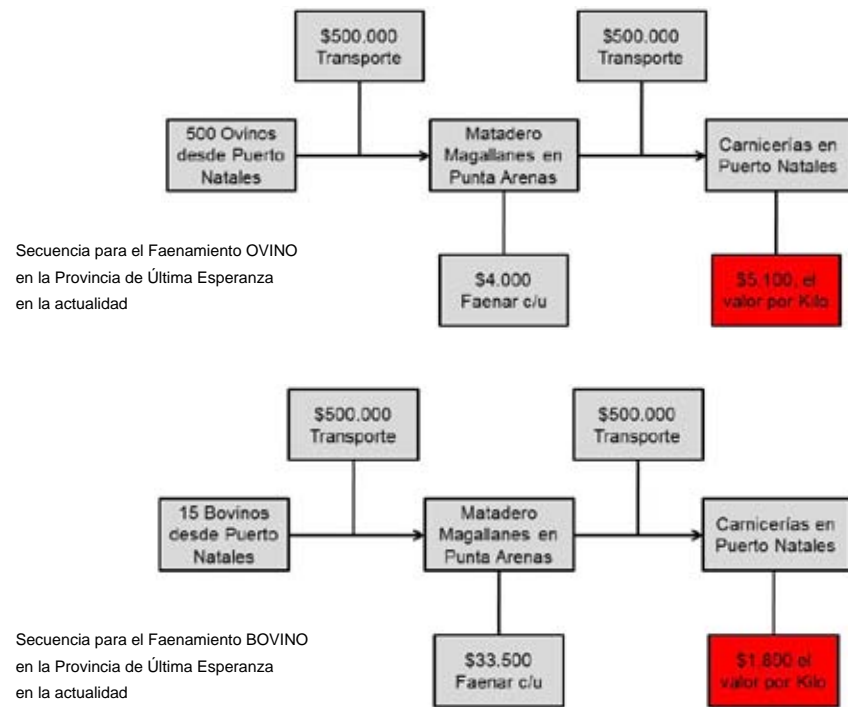 $500.000
Transporte
$500.000
Transporte
500 Ovinos
desde Puerto
Natales
Matadero
Magallanes en
Punta Arenas
Carnicerías en
Puerto Natales
Secuencia para el Faenamiento OVINO
en la Provincia de Última Esperanza
en la actualidad
$4.000
Faenar c/u
$5.100, el
valor por Kilo
$500.000
Transporte
$500.000
Transporte
15 Bovinos
desde Puerto
Natales
Matadero
Magallanes en
Punta Arenas
Carnicerías en
Puerto Natales
Secuencia para el Faenamiento BOVINO
en la Provincia de Última Esperanza
en la actualidad
$33.500
Faenar c/u
$1,800 el
valor por Kilo